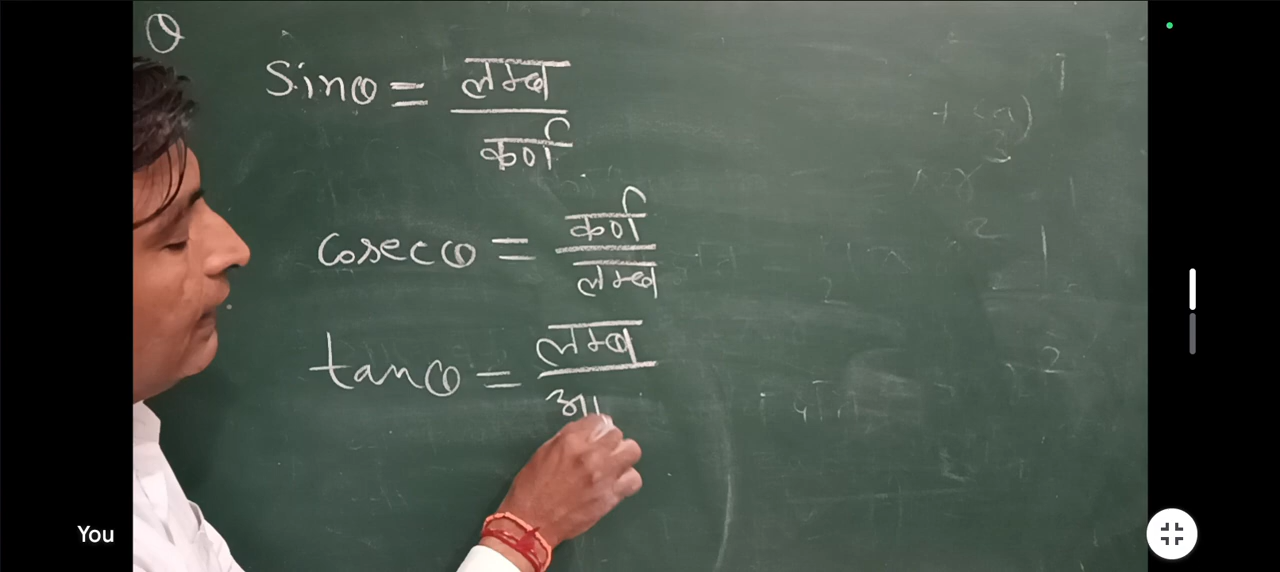 θ
Sinθ = लम्ब / कर्ण
cosecθ = कर्ण / लम्ब
tanθ = लम्ब / आ
You